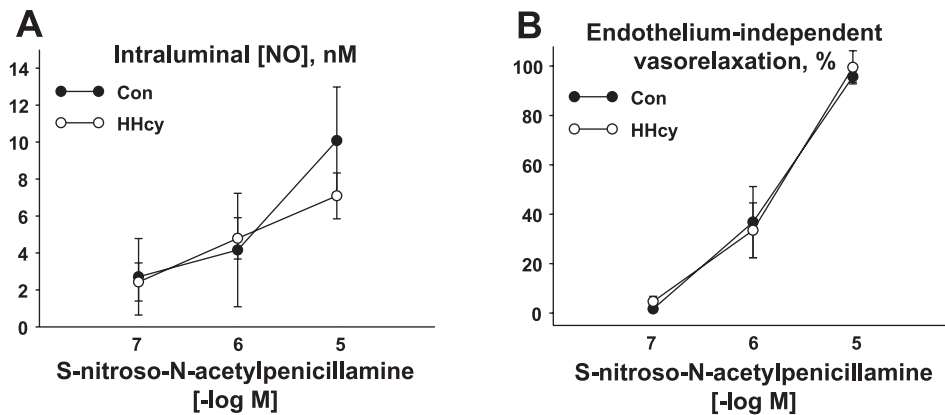 A
Intraluminal [NO], nM
Con
HHcy
14
12
10
8
6
4
2
0
7 6 5
S-nitroso-N-acetylpenicillamine
[-log M]
B
Endothelium-independent
vasorelaxation, %
Con
HHcy
100
80
60
40
20
0
7 6 5
S-nitroso-N-acetylpenicillamine
[-log M]